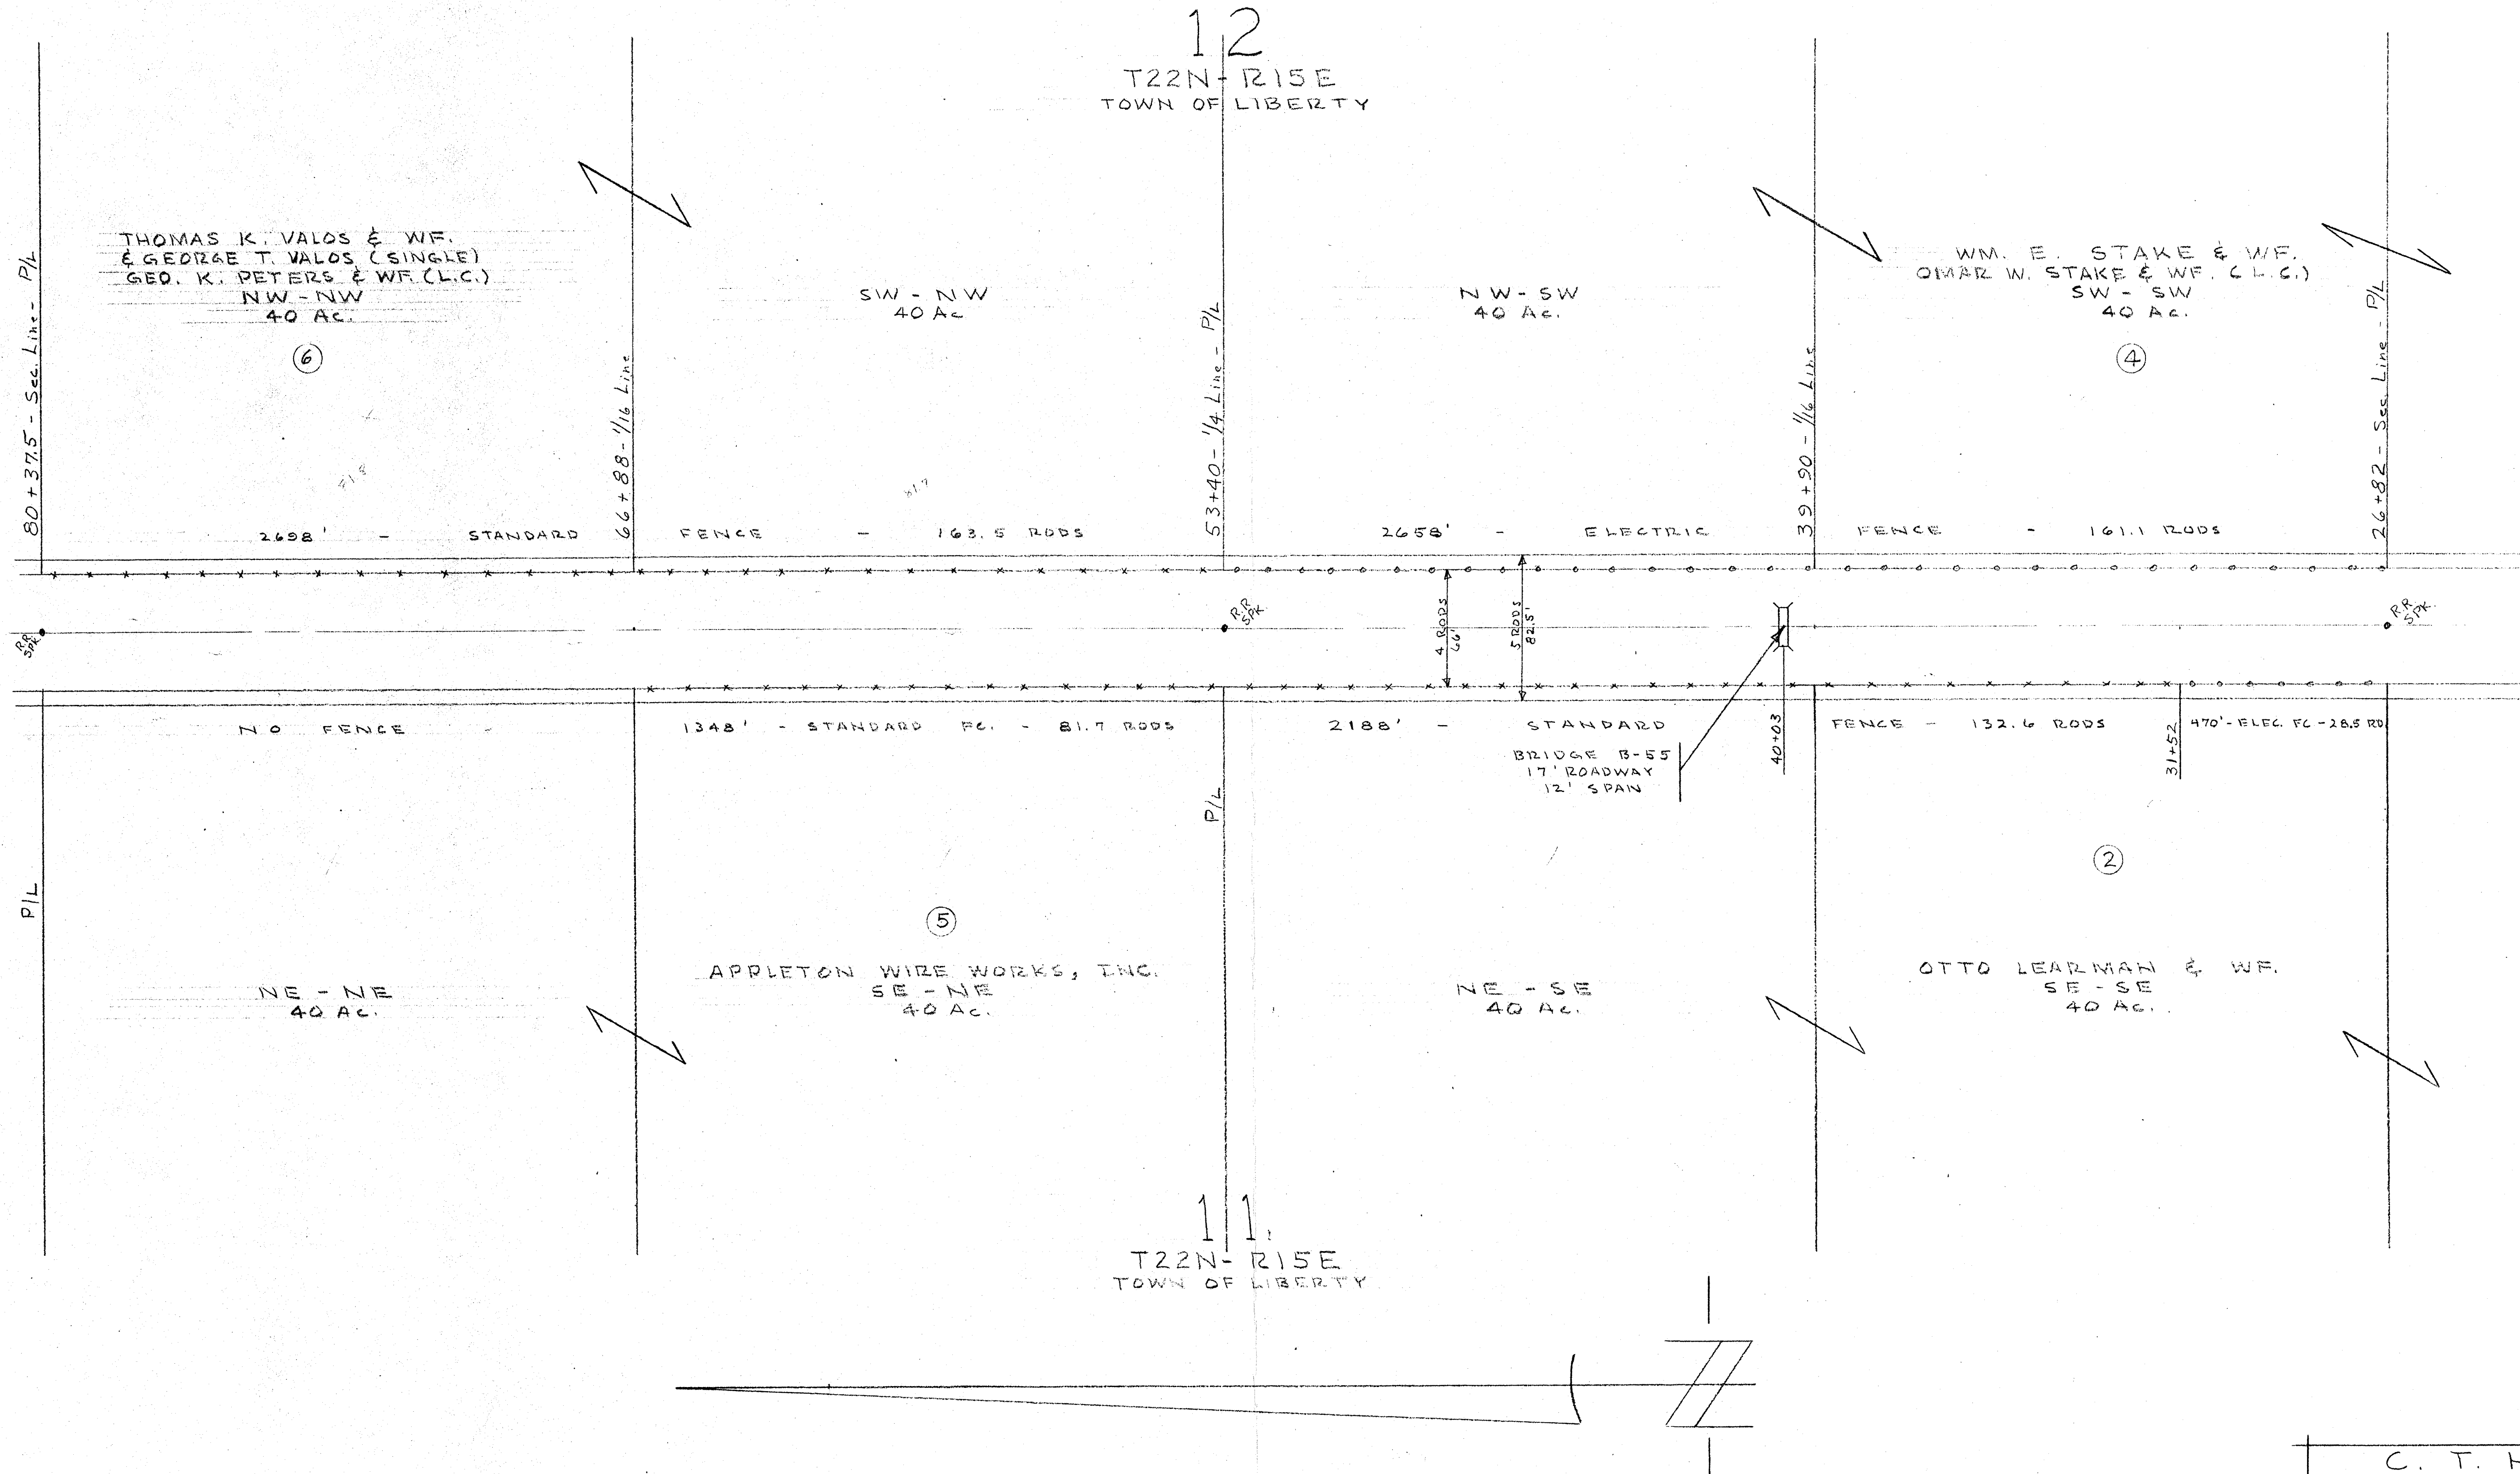 12
T22N-R15E
TOWN OF LIBERTY
THOMAS K. VALOS & WF.
& GEORGE T. VALOS (SINGLE)
GEO. K. PETERS & WF. (L.C.)
NW - NW
40 Ac.
6
SW - NW
40 Ac
NW - SW
40 Ac.
WM. E. STAKE & WF.
OMAR W. STAKE & WF. (L.C.)
SW - SW
40 Ac.
4
80+37.5 - Sec. Line - P/L
66+88 - 1/16 Line
53+40 - 1/4 Line - P/L
39+90 - 1/16 Line
26+82 - Sec. Line - P/L
2698' - STANDARD FENCE - 163.5 RODS
2658' - ELECTRIC FENCE - 161.1 RODS
R.R. SPK.
R.R. SPK.
4 RODS
66'
5 RODS
82.5'
R.R. SPK.
NO FENCE -
1348' - STANDARD FC. - 81.7 RODS
2188' - STANDARD FENCE - 132.6 RODS
470' - ELEC. FC - 28.5 RD
BRIDGE B-55
17' ROADWAY
12' SPAN
40+03
31+52
P/L
P/L
NE - NE
40 Ac.
5
APPLETON WIRE WORKS, INC.
SE - NE
40 Ac.
NE - SE
40 Ac.
2
OTTO LEARMAN & WF.
SE - SE
40 Ac.
11
T22N-R15E
TOWN OF LIBERTY
N
C. T. H